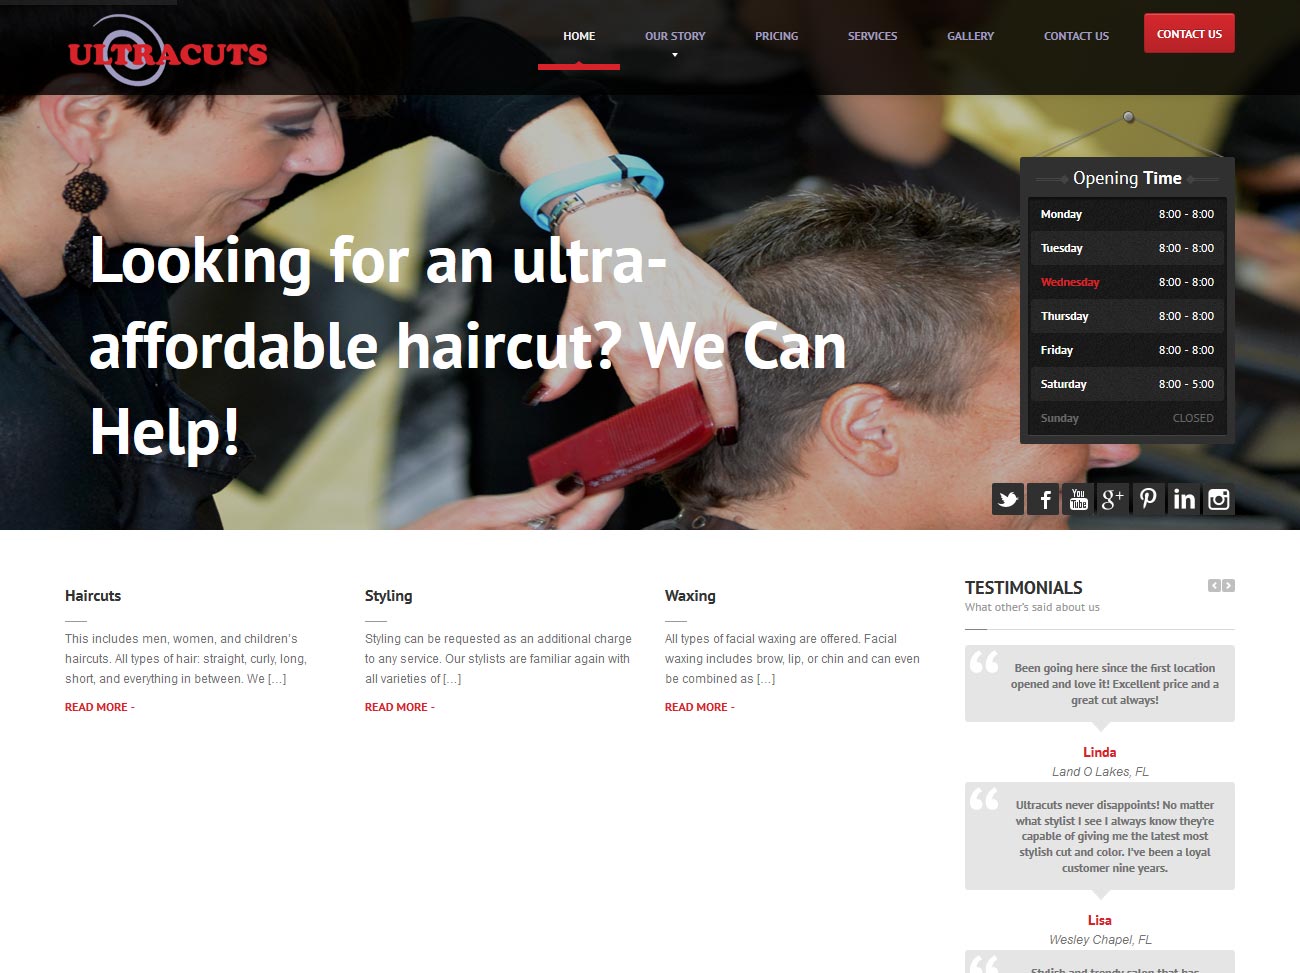 ULTRACUTS
HOME
OUR STORY
PRICING
SERVICES
GALLERY
CONTACT US
CONTACT US
Looking for an ultra-
affordable haircut? We Can
Help!
Opening Time
Monday 8:00 - 8:00
Tuesday 8:00 - 8:00
Wednesday 8:00 - 8:00
Thursday 8:00 - 8:00
Friday 8:00 - 8:00
Saturday 8:00 - 5:00
Sunday CLOSED
You Tube
g+
in
Haircuts
This includes men, women, and children’s
haircuts. All types of hair: straight, curly, long,
short, and everything in between. We […]
READ MORE -
Styling
Styling can be requested as an additional charge
to any service. Our stylists are familiar again with
all varieties of […]
READ MORE -
Waxing
All types of facial waxing are offered. Facial
waxing includes brow, lip, or chin and can even
be combined as […]
READ MORE -
TESTIMONIALS
What other's said about us
Been going here since the first location
opened and love it! Excellent price and a
great cut always!
Linda
Land O Lakes, FL
Ultracuts never disappoints! No matter
what stylist I see I always know they’re
capable of giving me the latest most
stylish cut and color. I’ve been a loyal
customer nine years.
Lisa
Wesley Chapel, FL
Stylish and trendy salon that has